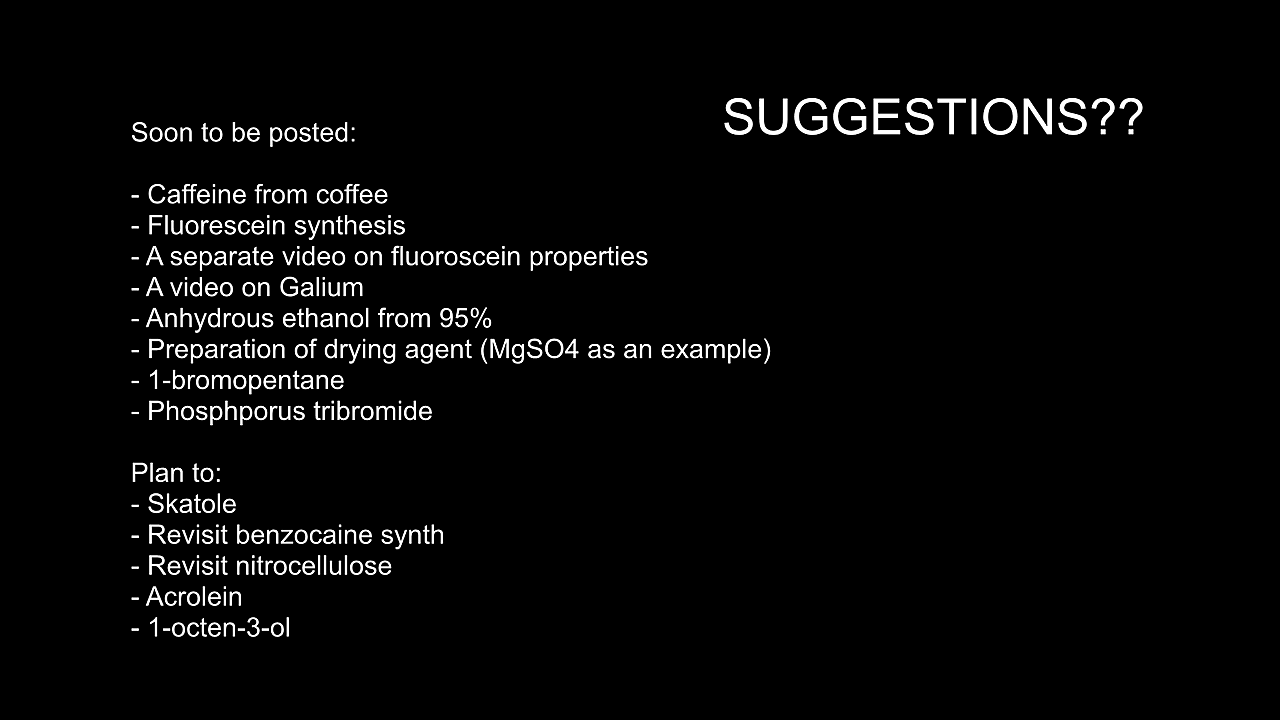 SUGGESTIONS??
Soon to be posted:
- Caffeine from coffee
- Fluorescein synthesis
- A separate video on fluoroscein properties
- A video on Galium
- Anhydrous ethanol from 95%
- Preparation of drying agent (MgSO4 as an example)
- 1-bromopentane
- Phosphporus tribromide
Plan to:
- Skatole
- Revisit benzocaine synth
- Revisit nitrocellulose
- Acrolein
- 1-octen-3-ol